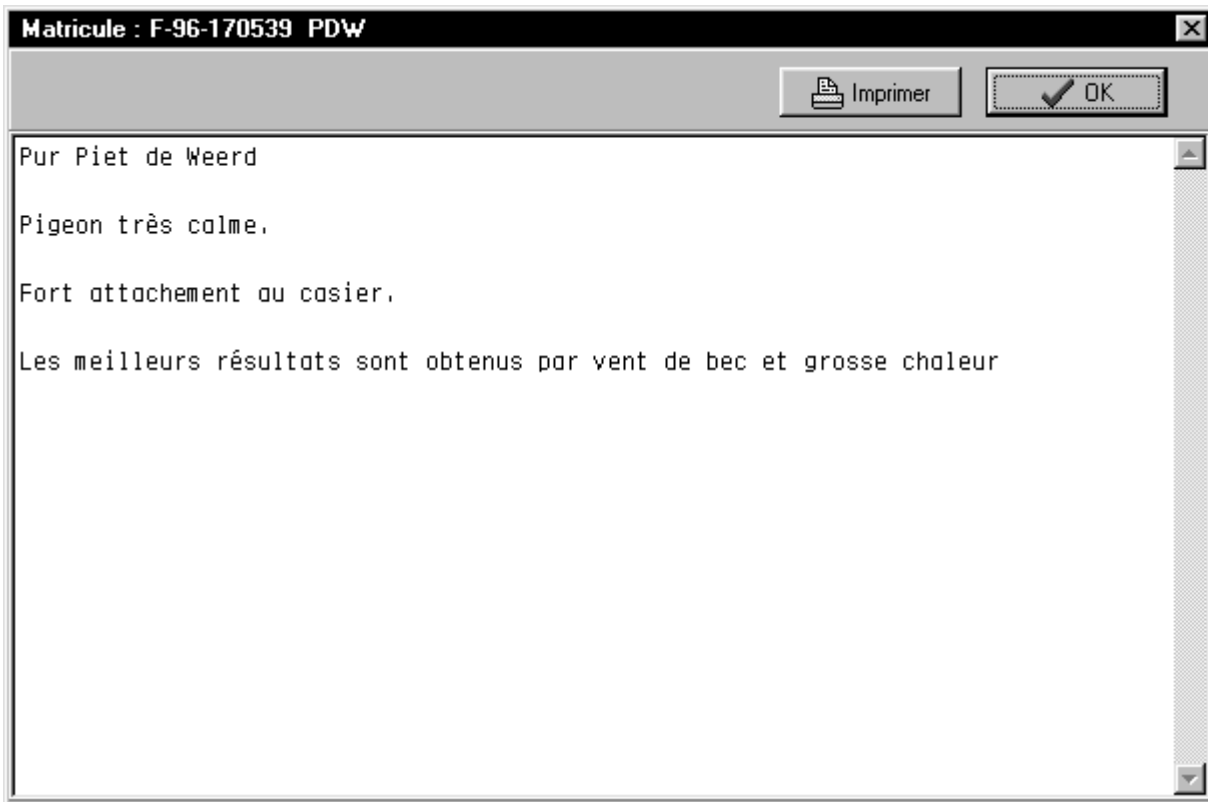 Matricule : F-96-170539 PDW
Imprimer
OK
Pur Piet de Weerd
Pigeon très calme.
Fort attachement au casier.
Les meilleurs résultats sont obtenus par vent de bec et grosse chaleur